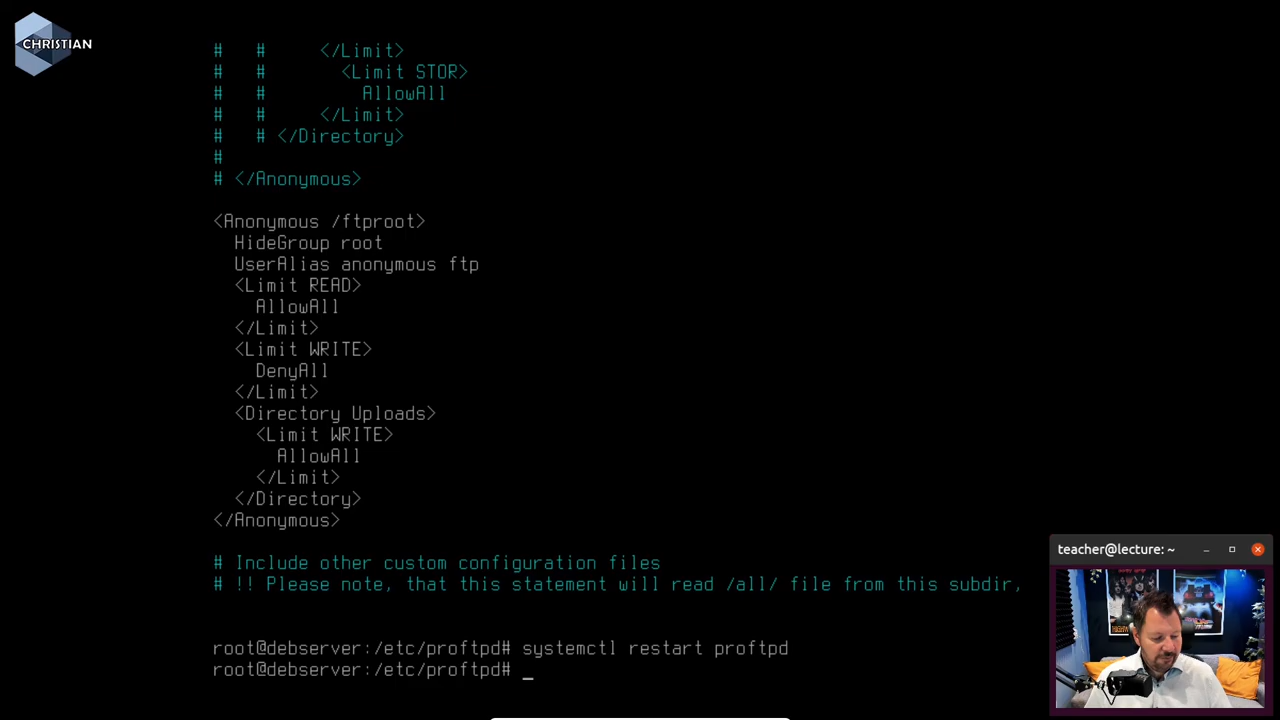 CHRISTIAN
#   #     </Limit>
#   #       <Limit STOR>
#   #         AllowAll
#   #     </Limit>
#   # </Directory>
#
# </Anonymous>
<Anonymous /ftproot>
  HideGroup root
  UserAlias anonymous ftp
  <Limit READ>
    AllowAll
  </Limit>
  <Limit WRITE>
    DenyAll
  </Limit>
  <Directory Uploads>
    <Limit WRITE>
      AllowAll
    </Limit>
  </Directory>
</Anonymous>
# Include other custom configuration files
# !! Please note, that this statement will read /all/ file from this subdir,
root@debserver:/etc/proftpd# systemctl restart proftpd
root@debserver:/etc/proftpd# _
teacher@lecture: ~